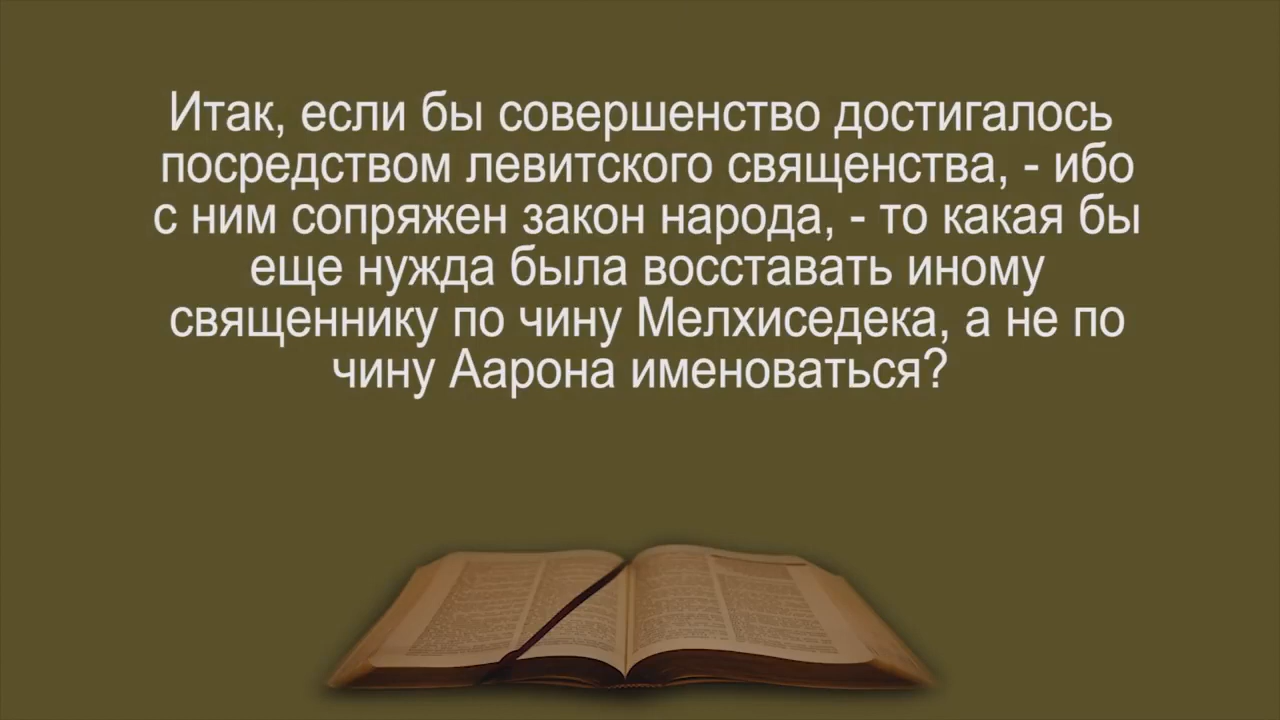 Итак, если бы совершенство достигалось
посредством левитского священства, - ибо
с ним сопряжен закон народа, - то какая бы
еще нужда была восставать иному
священнику по чину Мелхиседека, а не по
чину Аарона именоваться?